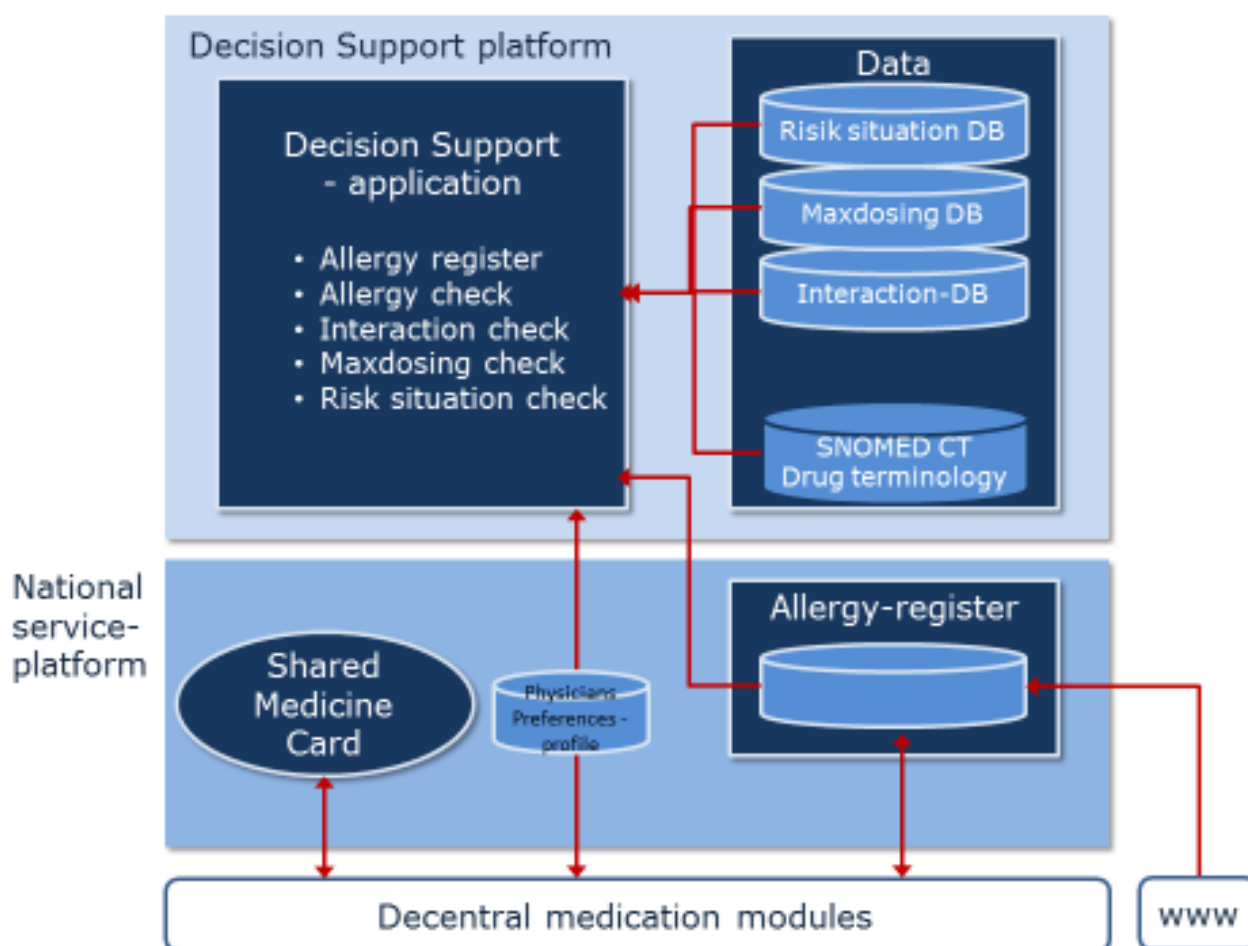 Decision Support platform
Decision Support
- application
• Allergy register
• Allergy check
• Interaction check
• Maxdosing check
• Risk situation check
Data
Risik situation DB
Maxdosing DB
Interaction-DB
SNOMED CT
Drug terminology
National
service-
platform
Shared
Medicine
Card
Physicians
Preferences -
profile
Allergy-register
Decentral medication modules
www